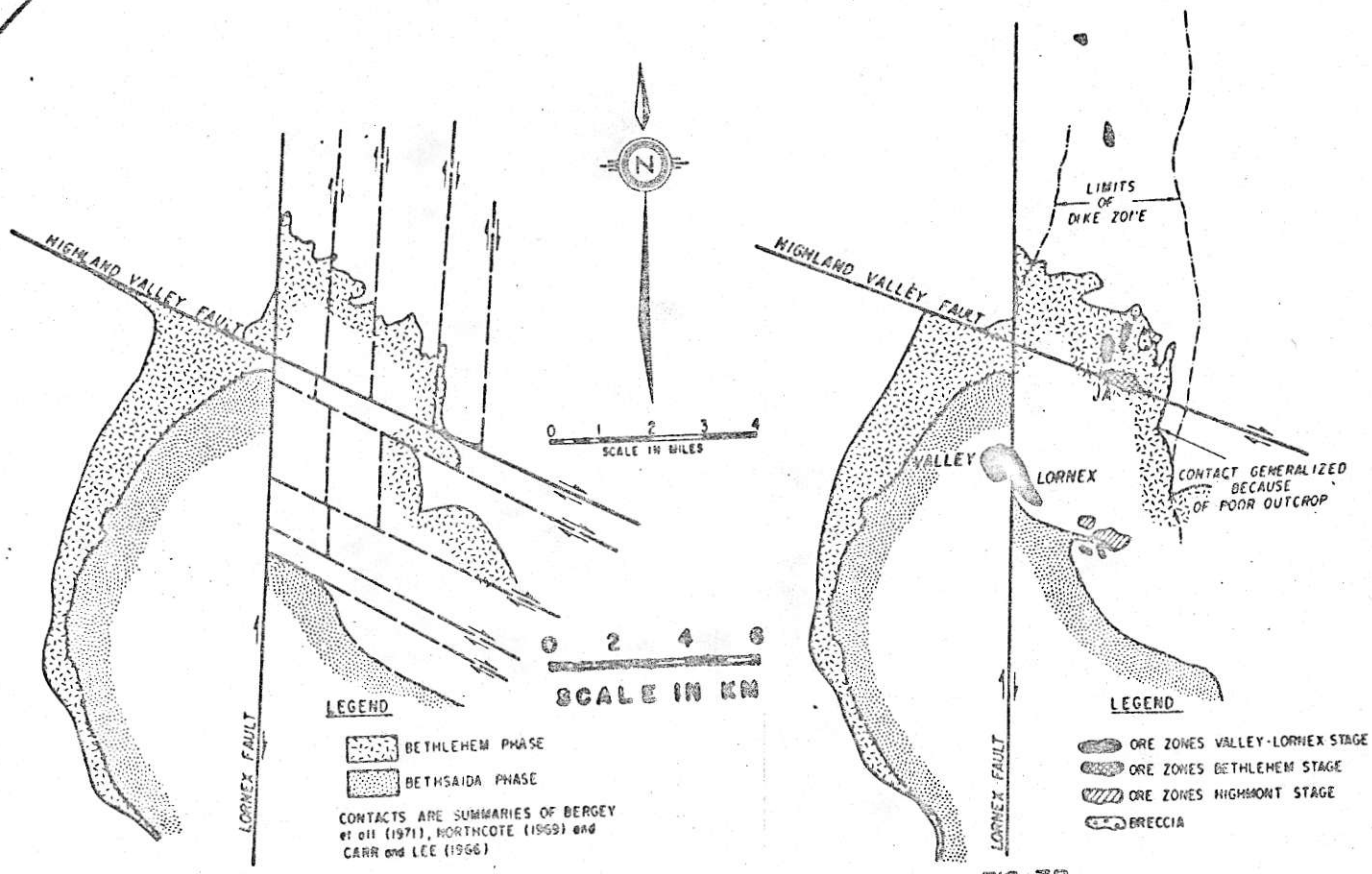 HIGHLAND VALLEY FAULT
LORNEX FAULT
N
0 1 2 3 4
SCALE IN MILES
0 2 4 6
SCALE IN KM
LEGEND
BETHLEHEM PHASE
BETHSAIDA PHASE
CONTACTS ARE SUMMARIES OF BERGEY
et all (1971), NORTHCOTE (1969) and
CARR and LEE (1966)
LIMITS
OF
DIKE ZONE
HIGHLAND VALLEY FAULT
JA
VALLEY
LORNEX
CONTACT GENERALIZED
BECAUSE
OF POOR OUTCROP
LORNEX FAULT
LEGEND
ORE ZONES VALLEY-LORNEX STAGE
ORE ZONES BETHLEHEM STAGE
ORE ZONES HIGHMONT STAGE
BRECCIA